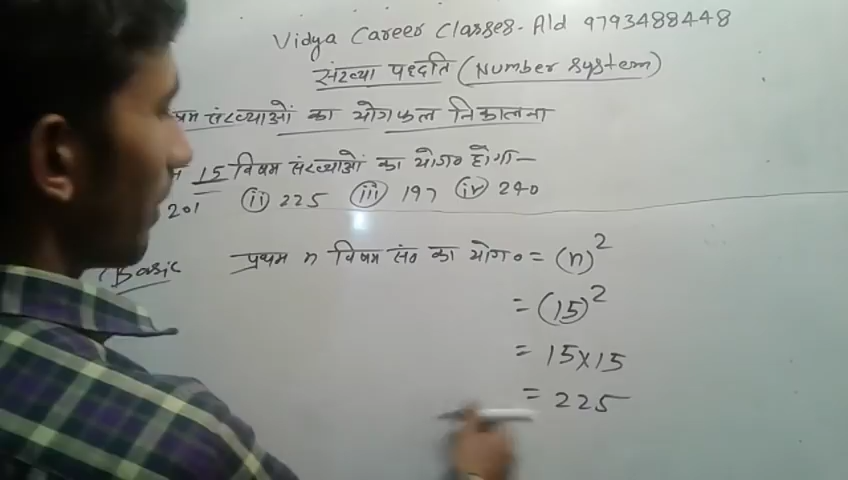 Vidya Career Classes. Ald 9793488448
संख्या पद्धति (Number System)
संख्याओं का योगफल निकालना
15 विषम संख्याओं का योग० होगा-
201 (ii) 225 (iii) 197 (iv) 240
Basic प्रथम n विषम सं० का योग० = (n)²
= (15)²
= 15×15
= 225